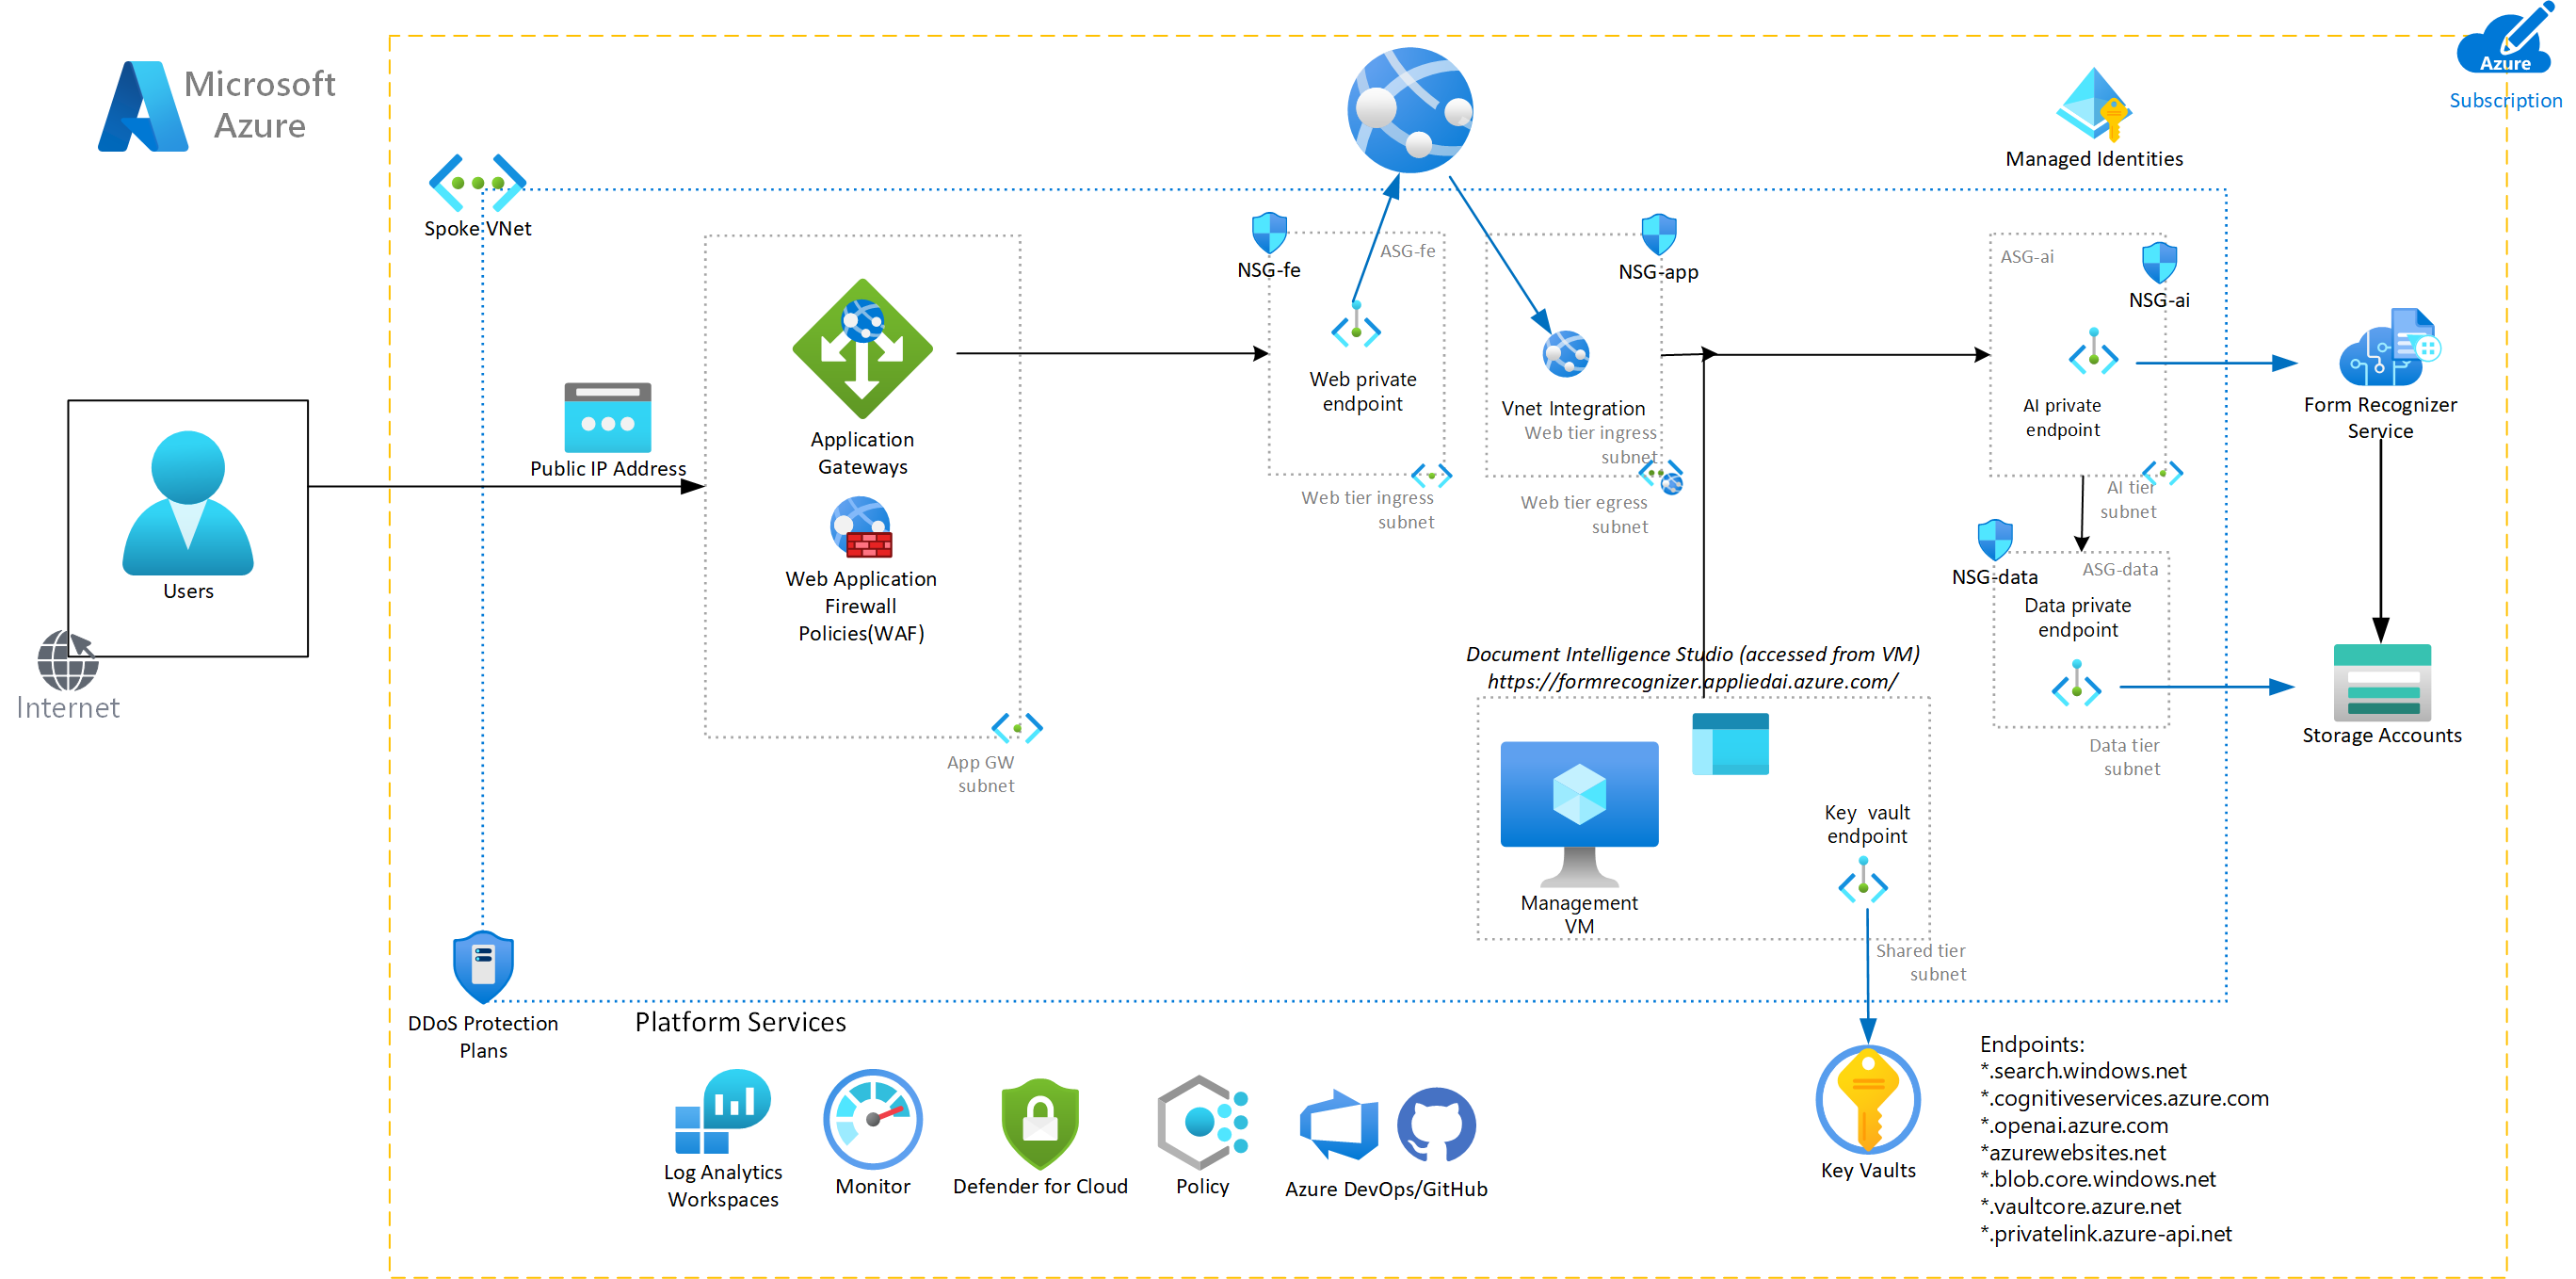 Microsoft
Azure
Azure
Subscription
Managed Identities
Spoke VNet
NSG-fe
ASG-fe
NSG-app
ASG-ai
NSG-ai
Web private
endpoint
Vnet Integration
Web tier ingress
subnet
AI private
endpoint
Form Recognizer
Service
Public IP Address
Application
Gateways
Web tier ingress
subnet
Web tier egress
subnet
AI tier
subnet
Users
Internet
Web Application
Firewall
Policies(WAF)
NSG-data
ASG-data
Data private
endpoint
Document Intelligence Studio (accessed from VM)
https://formrecognizer.appliedai.azure.com/
Storage Accounts
Data tier
subnet
App GW
subnet
Key  vault
endpoint
Management
VM
Shared tier
subnet
DDoS Protection
Plans
Platform Services
Log Analytics
Workspaces
Monitor
Defender for Cloud
Policy
Azure DevOps/GitHub
Key Vaults
Endpoints:
*.search.windows.net
*.cognitiveservices.azure.com
*.openai.azure.com
*azurewebsites.net
*.blob.core.windows.net
*.vaultcore.azure.net
*.privatelink.azure-api.net